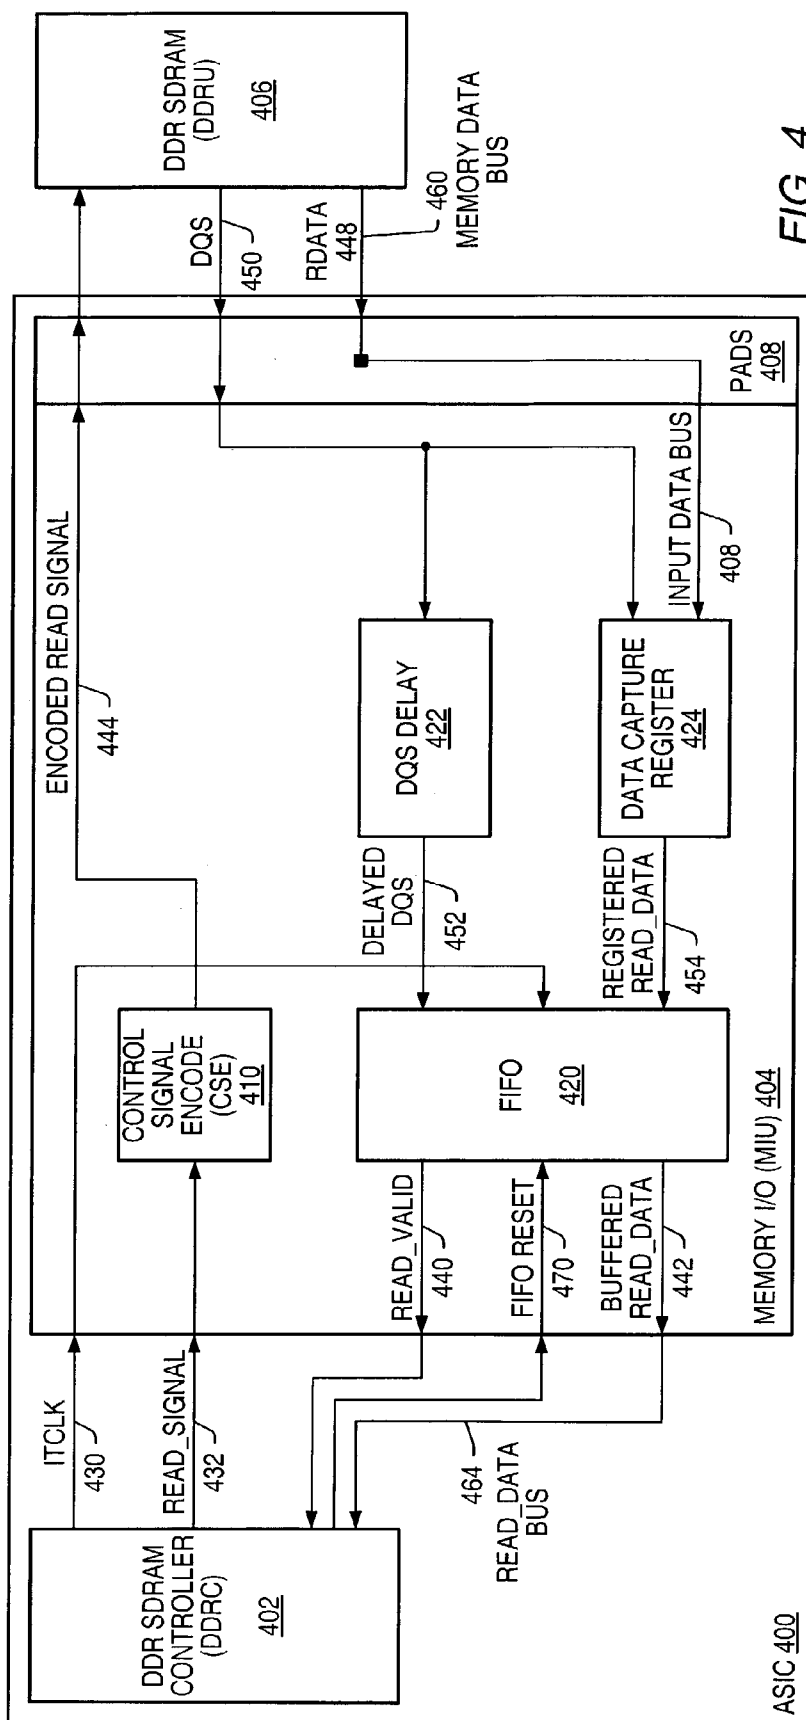 DDR SDRAM
CONTROLLER
(DDRC)
402
ITCLK
430
READ_SIGNAL
432
464
READ_DATA
BUS
READ_VALID
440
FIFO RESET
470
BUFFERED
READ_DATA
442
CONTROL
SIGNAL
ENCODE
(CSE)
410
FIFO
420
MEMORY I/O (MIU) 404
DELAYED
DQS
452
REGISTERED
READ_DATA
454
DQS DELAY
422
DATA CAPTURE
REGISTER
424
ENCODED READ SIGNAL
444
INPUT DATA BUS
408
PADS
408
DQS
450
RDATA
448
460
MEMORY DATA
BUS
DDR SDRAM
(DDRU)
406
ASIC 400
FIG. 4